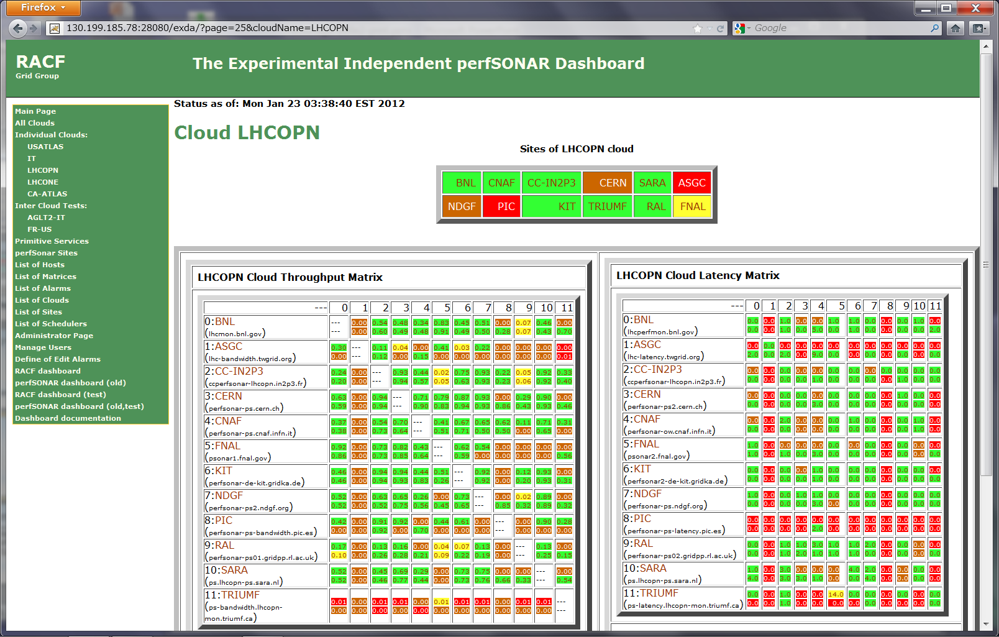 Firefox
130.199.185.78:28080/exda/?page=25&cloudName=LHCOPN
Google
RACF
Grid Group
The Experimental Independent perfSONAR Dashboard
Main Page
All Clouds
Individual Clouds:
USATLAS
IT
LHCOPN
LHCONE
CA-ATLAS
Inter Cloud Tests:
AGLT2-IT
FR-US
Primitive Services
perfSonar Sites
List of Hosts
List of Matrices
List of Alarms
List of Clouds
List of Sites
List of Schedulers
Administrator Page
Manage Users
Define of Edit Alarms
RACF dashboard
perfSONAR dashboard (old)
RACF dashboard (test)
perfSONAR dashboard (old,test)
Dashboard documentation
Status as of: Mon Jan 23 03:38:40 EST 2012
Cloud LHCOPN
Sites of LHCOPN cloud
BNL CNAF CC-IN2P3 CERN SARA ASGC
NDGF PIC KIT TRIUMF RAL FNAL
LHCOPN Cloud Throughput Matrix
--- 0 1 2 3 4 5 6 7 8 9 10 11
0:BNL --- 0.00 0.54 0.48 0.34 0.83 0.45 0.51 0.00 0.07 0.46 0.00
(lhcmon.bnl.gov) --- 0.00 0.60 0.49 0.48 0.91 0.49 0.50 0.28 0.07 0.43 0.70
1:ASGC 0.30 --- 0.11 0.04 0.00 0.41 0.03 0.22 0.00 0.00 0.00 0.00
(lhc-bandwidth.twgrid.org) 0.00 --- 0.12 0.00 0.15 0.00 0.00 0.00 0.00 0.00 0.00 0.01
2:CC-IN2P3 0.24 0.00 --- 0.93 0.44 0.02 0.75 0.93 0.22 0.05 0.92 0.33
(ccperfsonar-lhcopn.in2p3.fr) 0.20 0.00 --- 0.94 0.57 0.05 0.63 0.93 0.23 0.06 0.92 0.40
3:CERN 0.63 0.00 0.94 --- 0.71 0.79 0.87 0.93 0.00 0.29 0.90 0.00
(perfsonar-ps.cern.ch) 0.59 0.00 0.94 --- 0.90 0.83 0.94 0.93 0.86 0.43 0.93 0.46
4:CNAF 0.37 0.00 0.54 0.70 --- 0.41 0.67 0.65 0.62 0.11 0.71 0.31
(perfsonar-ps.cnaf.infn.it) 0.38 0.00 0.73 0.64 --- 0.51 0.71 0.50 0.50 0.00 0.65 0.00
5:FNAL 0.92 0.00 0.73 0.82 0.43 --- 0.62 0.54 0.00 0.00 0.00 0.00
(psonar1.fnal.gov) 0.86 0.00 0.73 0.85 0.64 --- 0.59 0.00 0.00 0.00 0.00 0.56
6:KIT 0.46 0.00 0.94 0.94 0.44 0.51 --- 0.92 0.00 0.12 0.93 0.00
(perfsonar-de-kit.gridka.de) 0.46 0.00 0.94 0.93 0.83 0.26 --- 0.92 0.00 0.20 0.93 0.31
7:NDGF 0.52 0.00 0.63 0.65 0.26 0.00 0.73 --- 0.00 0.02 0.89 0.00
(perfsonar-ps2.ndgf.org) 0.52 0.00 0.52 0.75 0.56 0.45 0.65 --- 0.85 0.32 0.89 0.32
8:PIC 0.42 0.00 0.91 0.92 0.00 0.44 0.61 0.00 --- 0.00 0.90 0.28
(perfsonar-ps-bandwidth.pic.es) 0.00 0.00 0.92 0.00 0.70 0.00 0.00 0.00 --- 0.00 0.00 0.00
9:RAL 0.17 0.00 0.13 0.16 0.00 0.04 0.07 0.13 0.00 --- 0.13 0.00
(perfsonar-ps01.gridpp.rl.ac.uk) 0.10 0.00 0.26 0.28 0.21 0.09 0.22 0.19 0.00 --- 0.25 0.15
10:SARA 0.52 0.00 0.45 0.69 0.29 0.00 0.73 0.75 0.00 0.00 --- 0.00
(ps.lhcopn-ps.sara.nl) 0.52 0.00 0.46 0.77 0.44 0.00 0.73 0.76 0.66 0.33 --- 0.54
11:TRIUMF 0.01 0.00 0.01 0.01 0.00 0.01 0.01 0.01 0.00 0.01 0.01 ---
(ps-bandwidth.lhcopn- 0.00 0.00 0.00 0.00 0.00 0.00 0.00 0.00 0.00 0.00 0.00 ---
mon.triumf.ca)
LHCOPN Cloud Latency Matrix
--- 0 1 2 3 4 5 6 7 8 9 10 11
0:BNL 0.0 0.0 1.0 0.0 0.0 1.0 1.0 0.0 0.0 0.0 1.0 0.0
(lhcperfmon.bnl.gov) 0.0 0.0 1.0 0.0 5.0 0.0 1.0 0.0 0.0 0.0 0.0 2.0
1:ASGC 0.0 0.0 0.0 0.0 0.0 0.0 0.0 0.0 0.0 0.0 0.0 0.0
(lhc-latency.twgrid.org) 2.0 0.0 2.0 0.0 9.0 0.0 0.0 0.0 0.0 0.0 0.0 0.0
2:CC-IN2P3 0.0 0.0 0.0 0.0 0.0 0.0 0.0 0.0 0.0 0.0 0.0 0.0
(ccperfsonar-lhcopn.in2p3.fr) 0.0 0.0 0.0 0.0 1.0 0.0 0.0 0.0 0.0 1.0 0.0 0.0
3:CERN 0.0 0.0 0.0 0.0 0.0 0.0 0.0 0.0 0.0 1.0 0.0 0.0
(perfsonar-ps2.cern.ch) 0.0 0.0 0.0 0.0 3.0 0.0 0.0 0.0 0.0 0.0 0.0 0.0
4:CNAF 0.0 0.0 2.0 0.0 0.0 0.0 0.0 0.0 0.0 0.0 1.0 0.0
(perfsonar-ow.cnaf.infn.it) 0.0 0.0 0.0 0.0 0.0 0.0 0.0 0.0 0.0 0.0 1.0 0.0
5:FNAL 1.0 0.0 0.0 0.0 0.0 0.0 0.0 0.0 0.0 0.0 0.0 0.0
(psonar2.fnal.gov) 1.0 0.0 1.0 0.0 3.0 0.0 0.0 0.0 0.0 0.0 0.0 0.0
6:KIT 0.0 0.0 0.0 0.0 1.0 0.0 0.0 0.0 0.0 0.0 0.0 0.0
(perfsonar2-de-kit.gridka.de) 0.0 0.0 0.0 0.0 1.0 0.0 0.0 0.0 0.0 0.0 0.0 0.0
7:NDGF 1.0 0.0 0.0 1.0 1.0 0.0 0.0 0.0 0.0 0.0 0.0 0.0
(perfsonar-ps.ndgf.org) 0.0 0.0 1.0 0.0 3.0 0.0 0.0 0.0 0.0 0.0 0.0 0.0
8:PIC 0.0 0.0 0.0 0.0 0.0 0.0 0.0 0.0 0.0 0.0 0.0 0.0
(perfsonar-ps-latency.pic.es) 0.0 0.0 0.0 0.0 2.0 0.0 0.0 0.0 0.0 0.0 0.0 0.0
9:RAL 0.0 0.0 1.0 1.0 3.0 1.0 1.0 2.0 0.0 0.0 0.0 0.0
(perfsonar-ps02.gridpp.rl.ac.uk) 0.0 0.0 1.0 2.0 1.0 1.0 1.0 0.0 0.0 0.0 0.0 0.0
10:SARA 1.0 0.0 3.0 0.0 0.0 0.0 4.0 2.0 0.0 0.0 0.0 0.0
(ps.lhcopn-ps.sara.nl) 4.0 0.0 3.0 3.0 1.0 0.0 0.0 4.0 0.0 0.0 0.0 0.0
11:TRIUMF 0.0 0.0 1.0 0.0 0.0 14.0 0.0 0.0 0.0 0.0 0.0 0.0
(ps-latency.lhcopn-mon.triumf.ca) 0.0 0.0 1.0 0.0 0.0 0.0 0.0 0.0 0.0 0.0 0.0 0.0